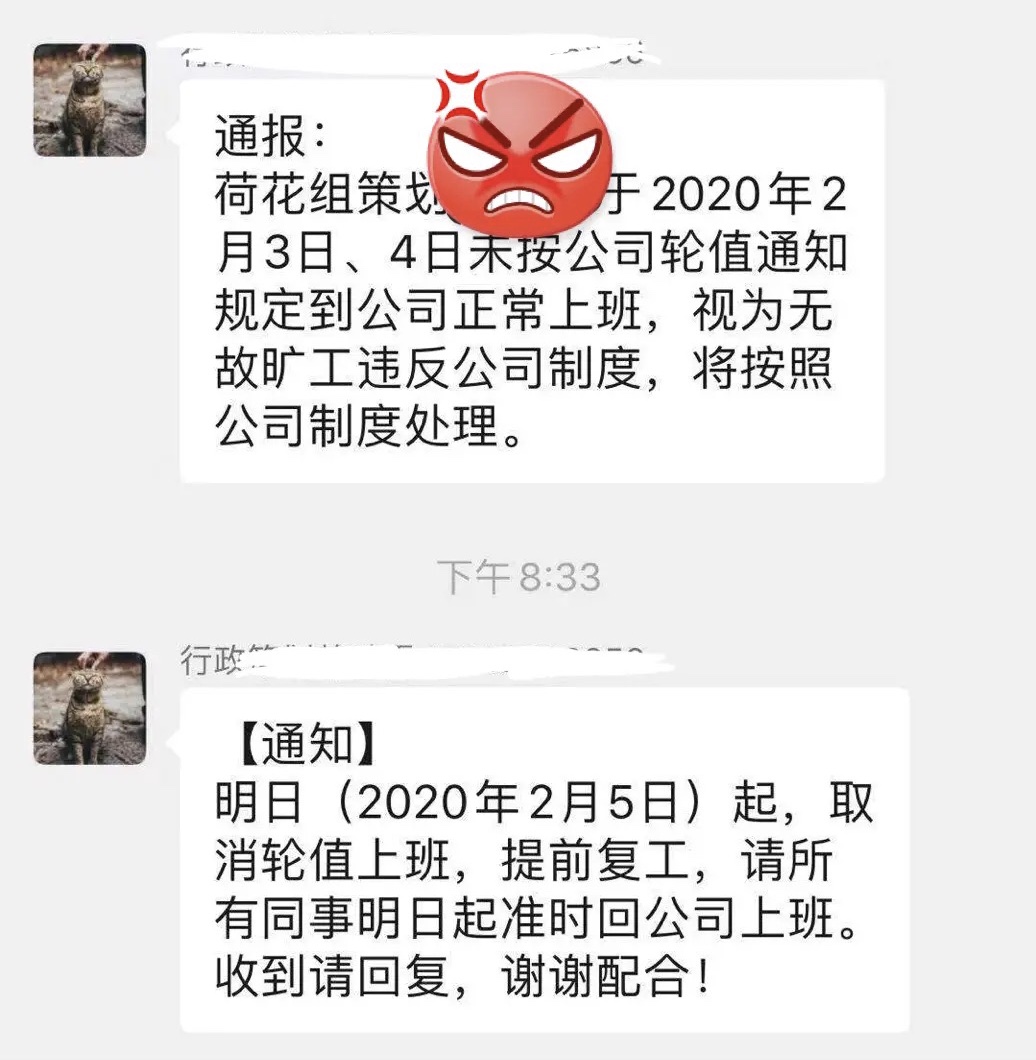 通报：
荷花组策划 于2020年2
月3日、4日未按公司轮值通知
规定到公司正常上班，视为无
故旷工违反公司制度，将按照
公司制度处理。
下午8:33
行政
【通知】
明日（2020年2月5日）起，取
消轮值上班，提前复工，请所
有同事明日起准时回公司上班。
收到请回复，谢谢配合！